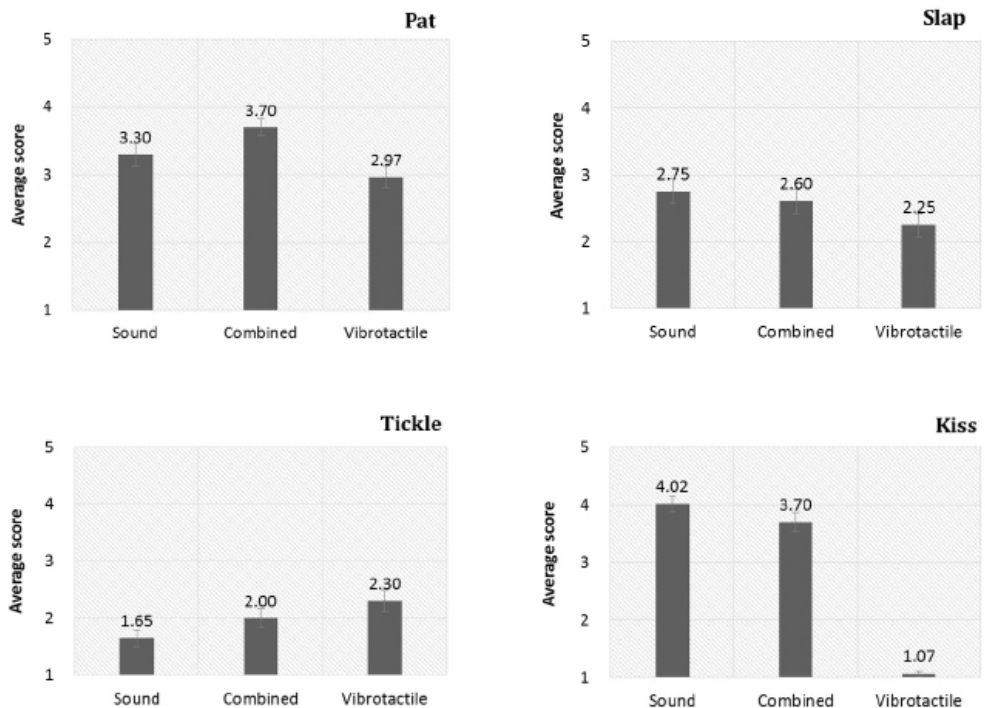 Pat
5
4
3
2
1
Average score
3.30
3.70
2.97
Sound Combined Vibrotactile
Slap
5
4
3
2
1
Average score
2.75
2.60
2.25
Sound Combined Vibrotactile
Tickle
5
4
3
2
1
Average score
1.65
2.00
2.30
Sound Combined Vibrotactile
Kiss
5
4
3
2
1
Average score
4.02
3.70
1.07
Sound Combined Vibrotactile